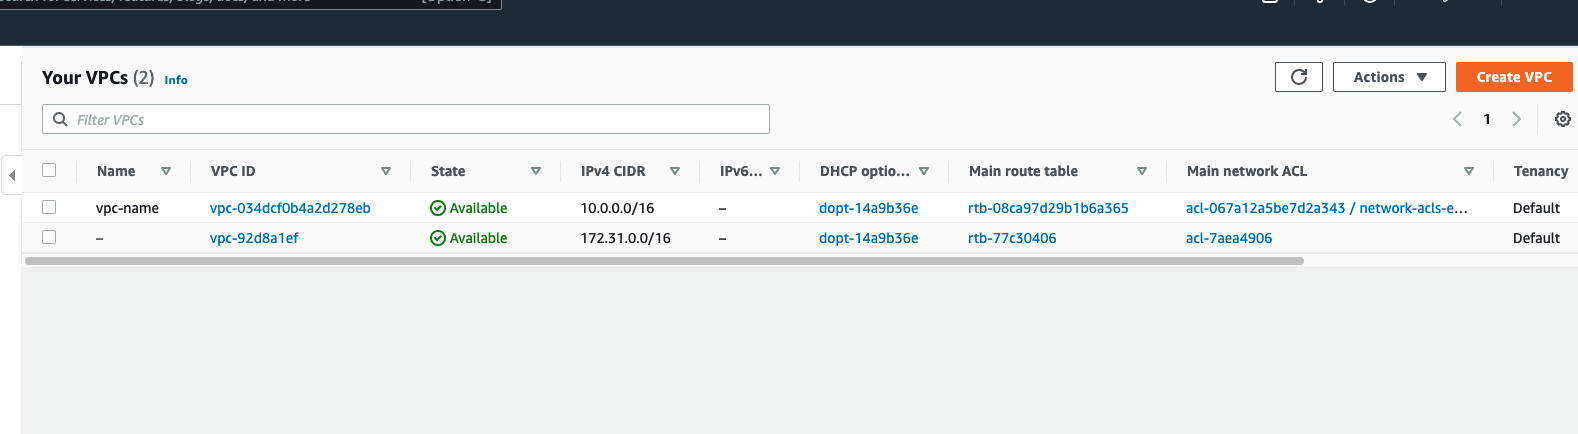 Your VPCs (2) Info
Actions
Create VPC
Filter VPCs
1
Name VPC ID State IPv4 CIDR IPv6... DHCP optio... Main route table Main network ACL Tenancy
vpc-name vpc-034dcf0b4a2d278eb Available 10.0.0.0/16 – dopt-14a9b36e rtb-08ca97d29b1b6a365 acl-067a12a5be7d2a343 / network-acls-e... Default
– vpc-92d8a1ef Available 172.31.0.0/16 – dopt-14a9b36e rtb-77c30406 acl-7aea4906 Default